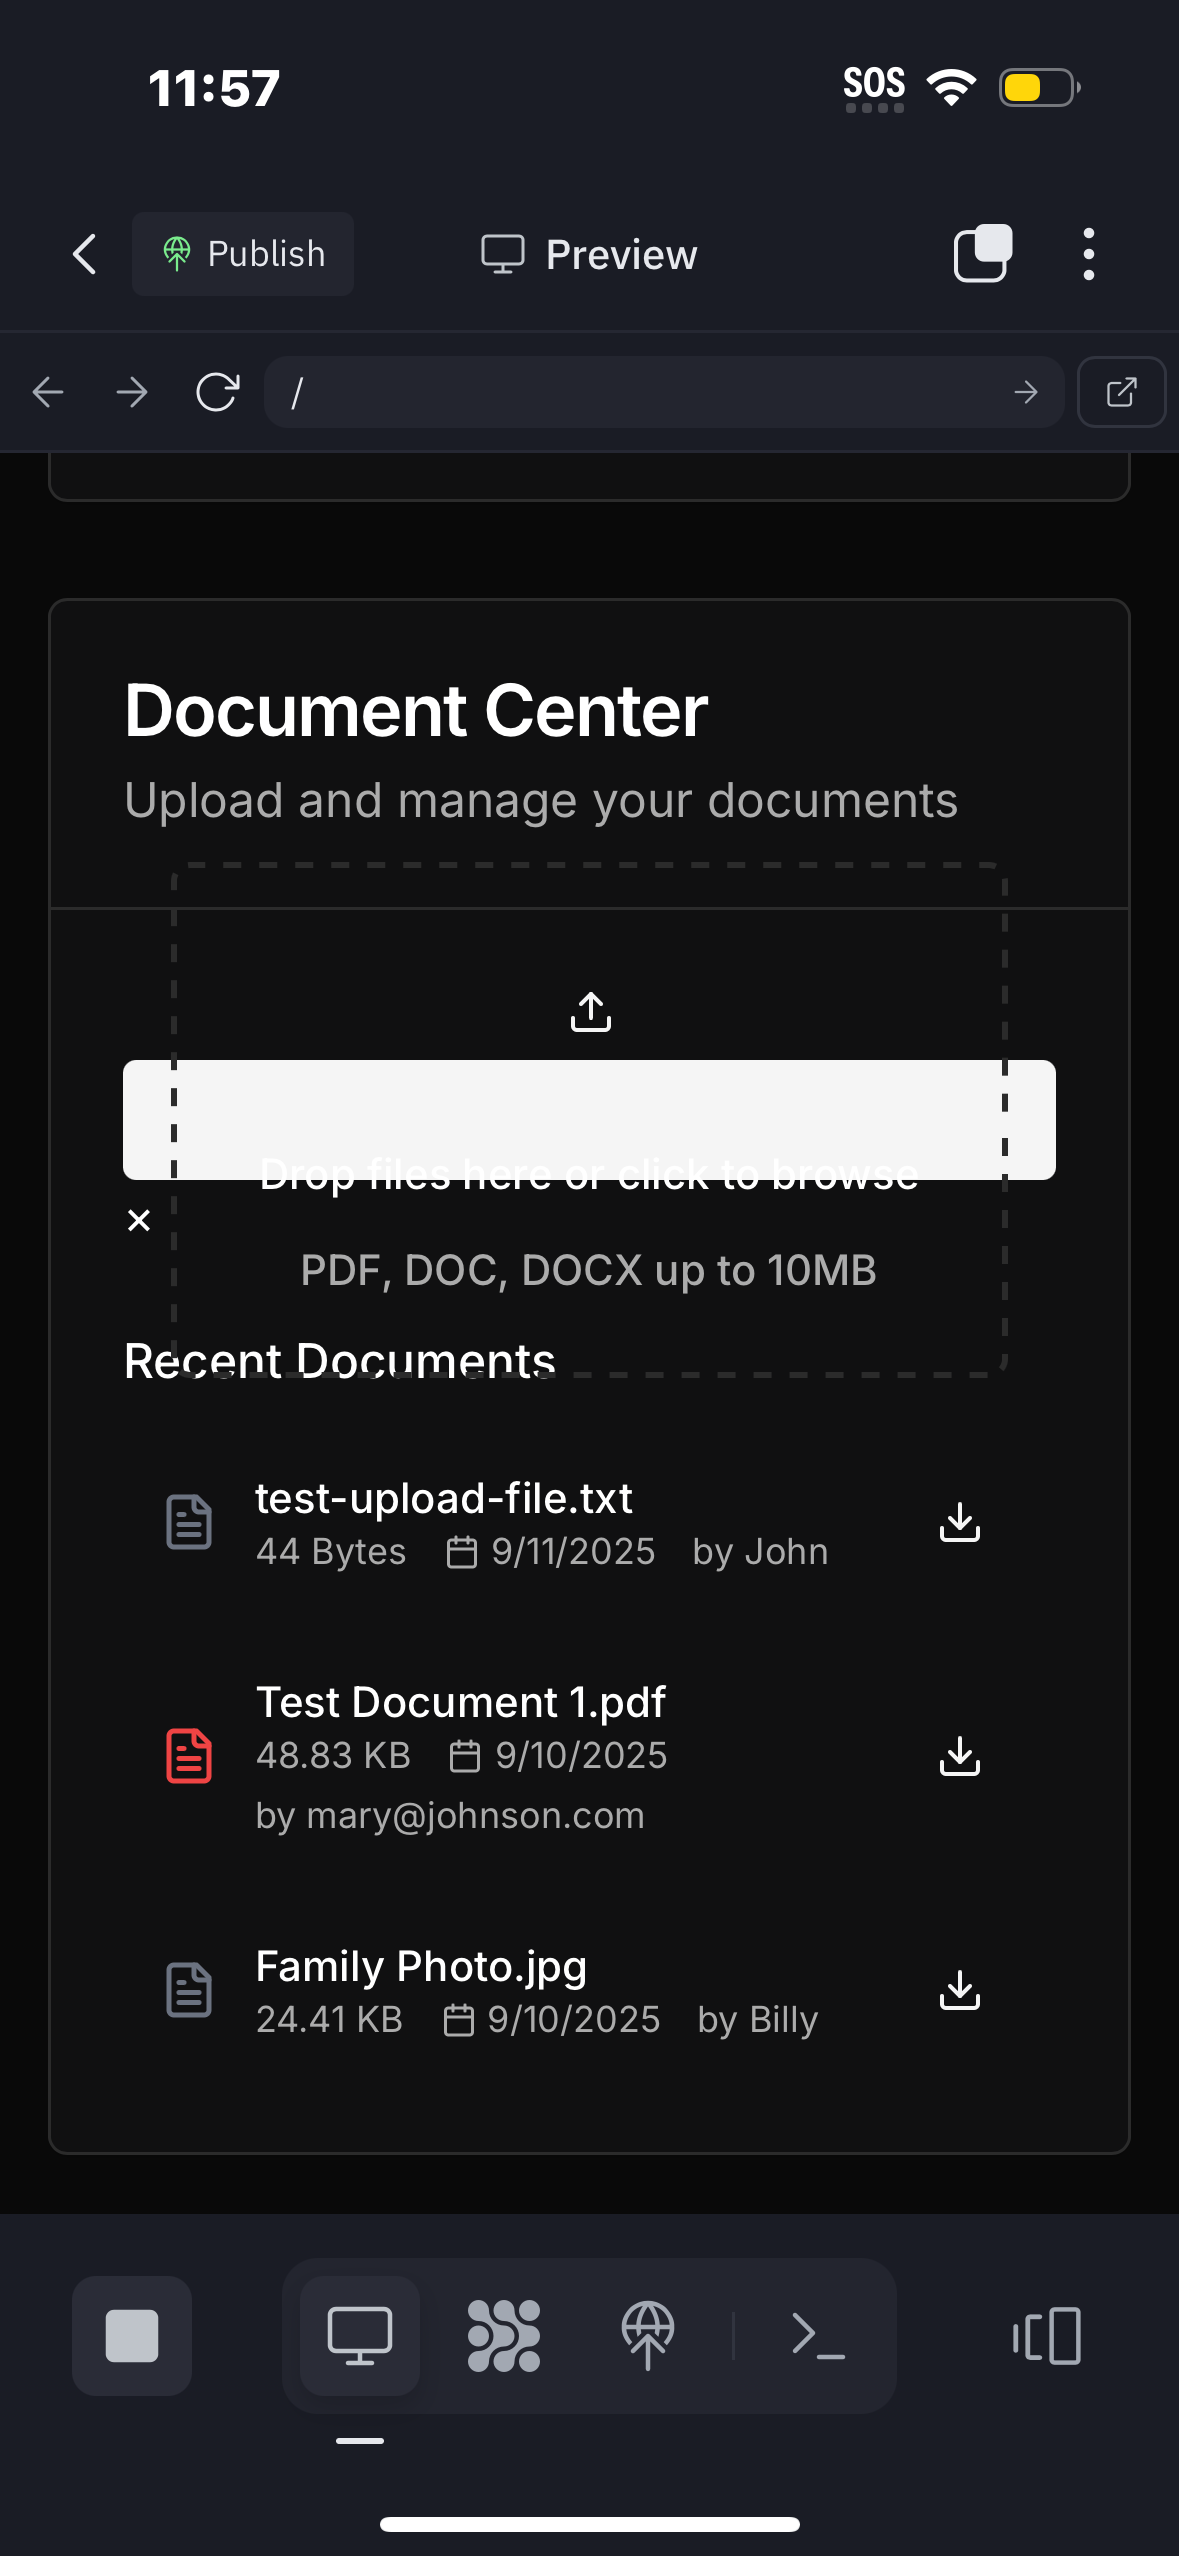 11:57
SOS
Publish
Preview
/
Document Center
Upload and manage your documents
Drop files here or click to browse
PDF, DOC, DOCX up to 10MB
Recent Documents
test-upload-file.txt
44 Bytes 9/11/2025 by John
Test Document 1.pdf
48.83 KB 9/10/2025
by mary@johnson.com
Family Photo.jpg
24.41 KB 9/10/2025 by Billy